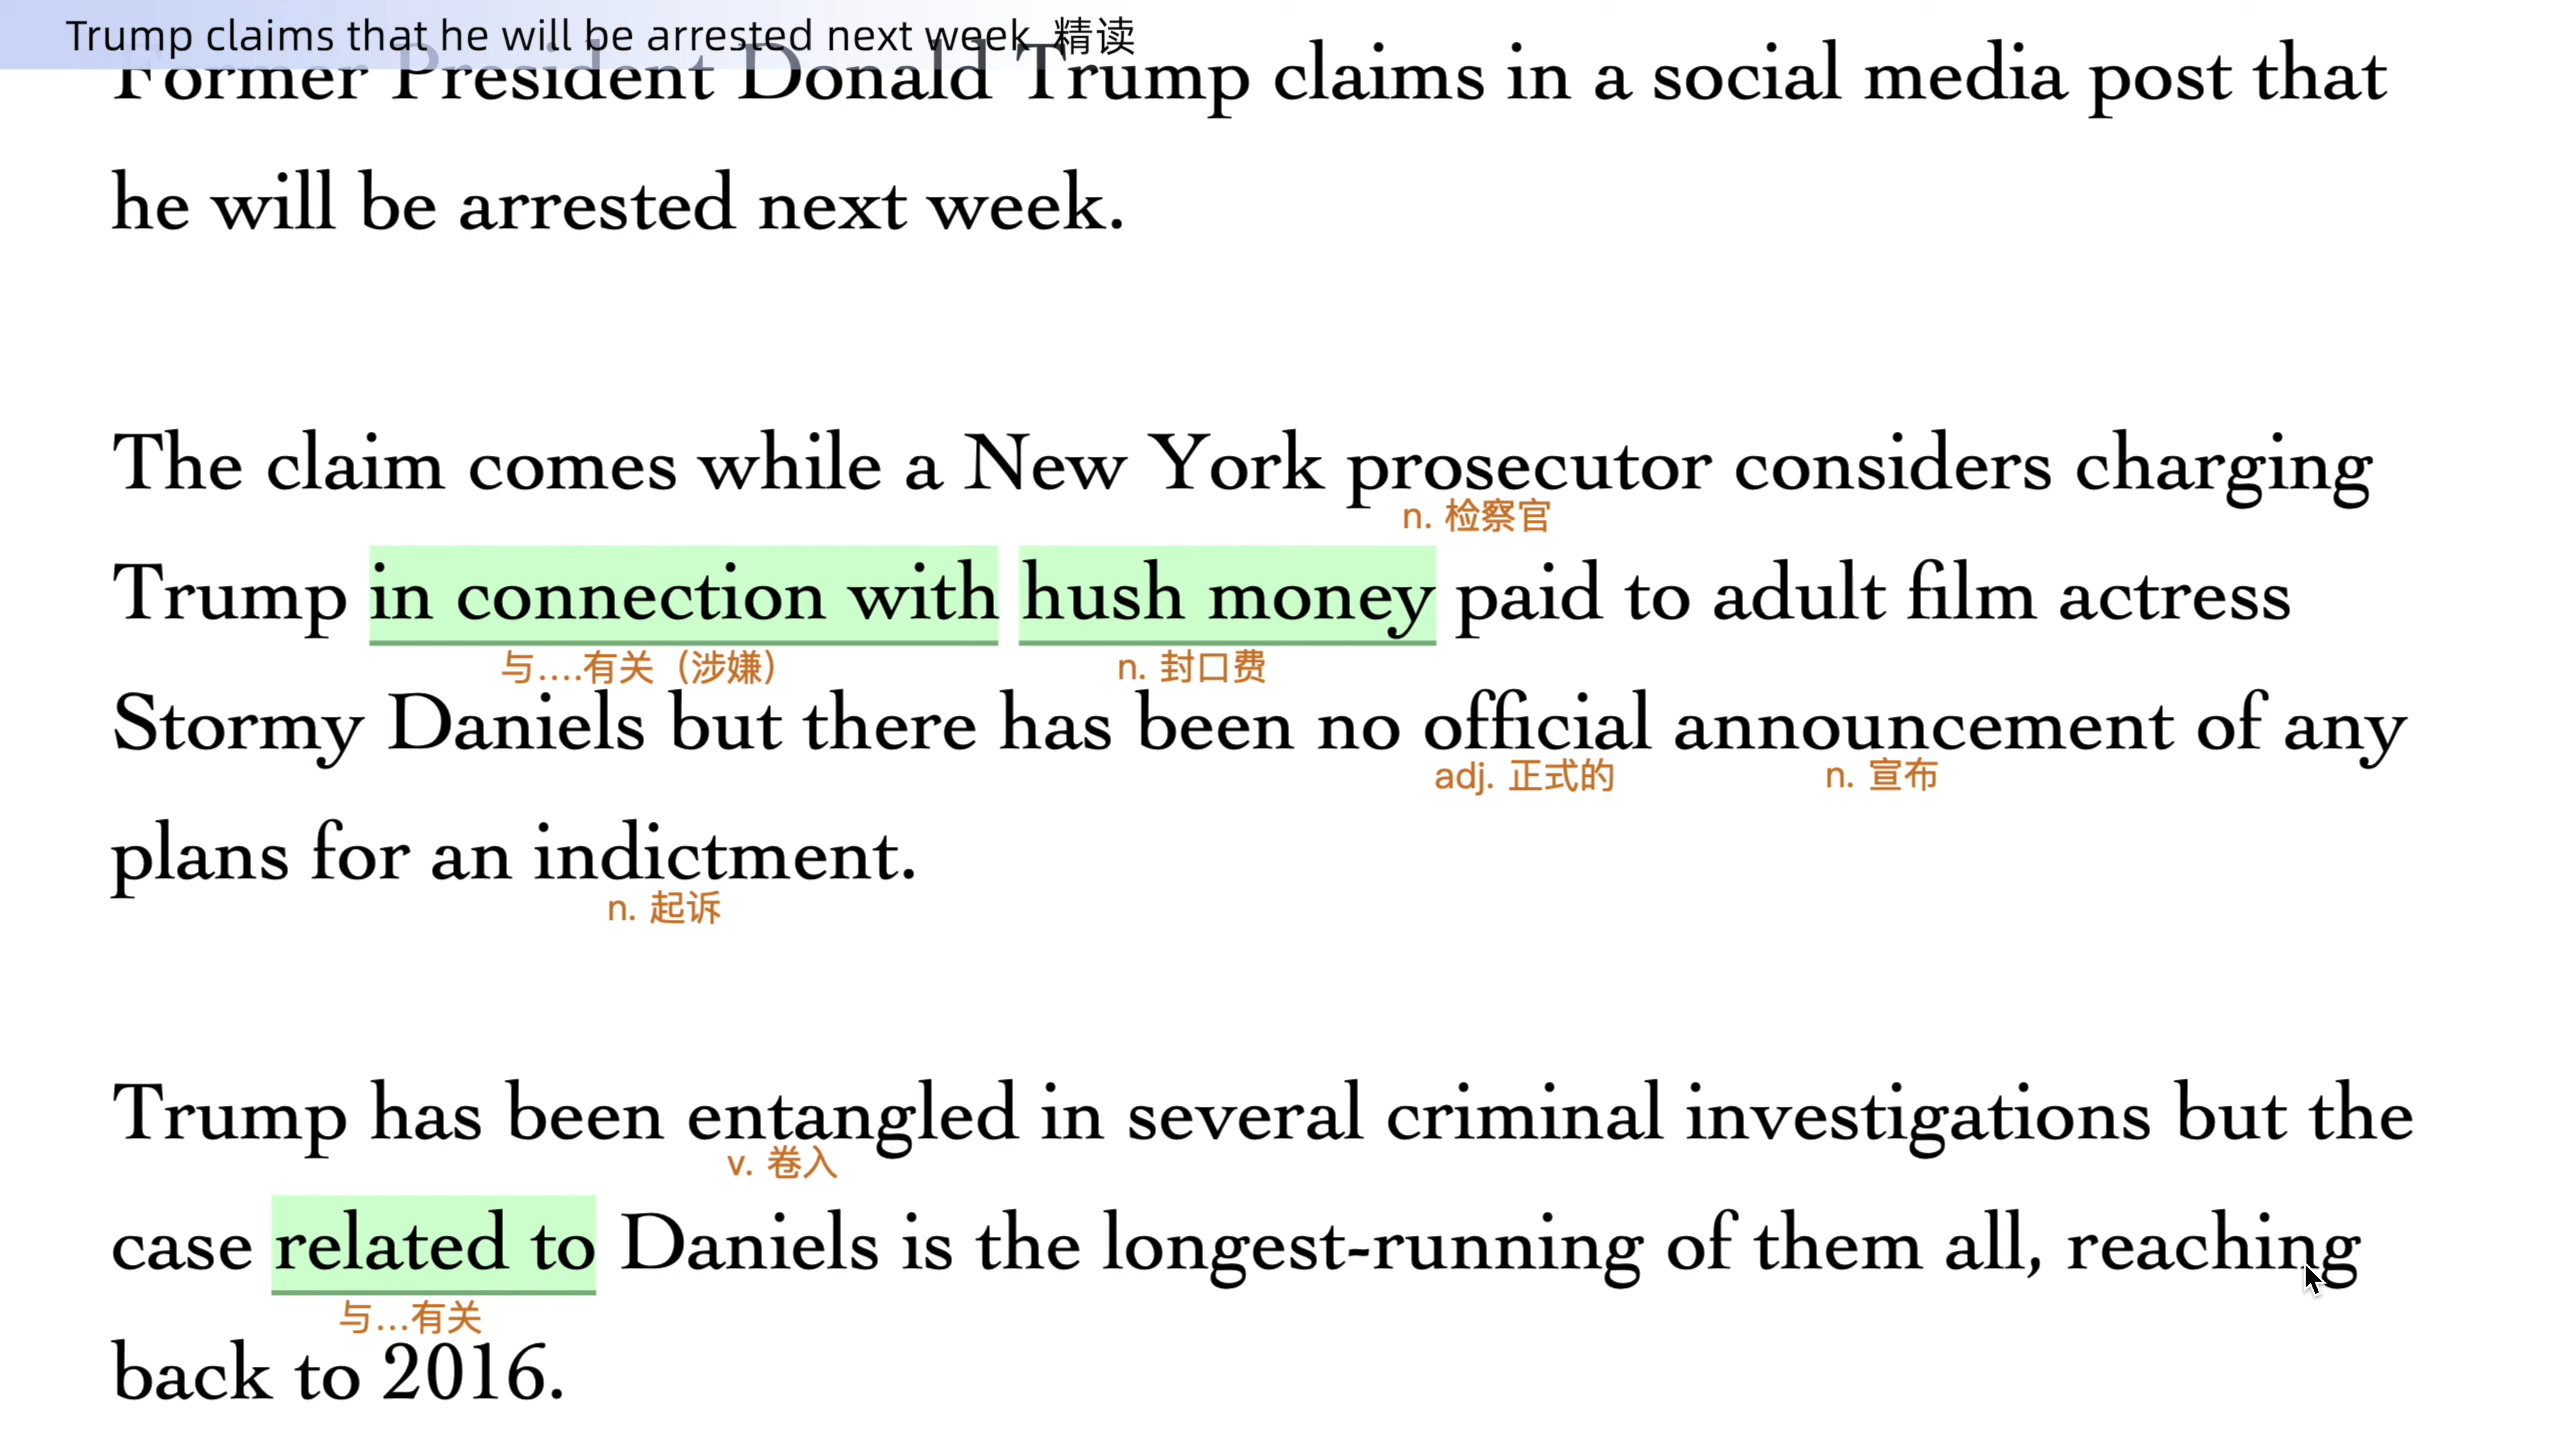 Trump claims that he will be arrested next week 精读
Former President Donald Trump claims in a social media post that
he will be arrested next week.
The claim comes while a New York prosecutor considers charging
n. 检察官
Trump in connection with hush money paid to adult film actress
与....有关（涉嫌） n. 封口费
Stormy Daniels but there has been no official announcement of any
adj. 正式的 n. 宣布
plans for an indictment.
n. 起诉
Trump has been entangled in several criminal investigations but the
v. 卷入
case related to Daniels is the longest-running of them all, reaching
与...有关
back to 2016.